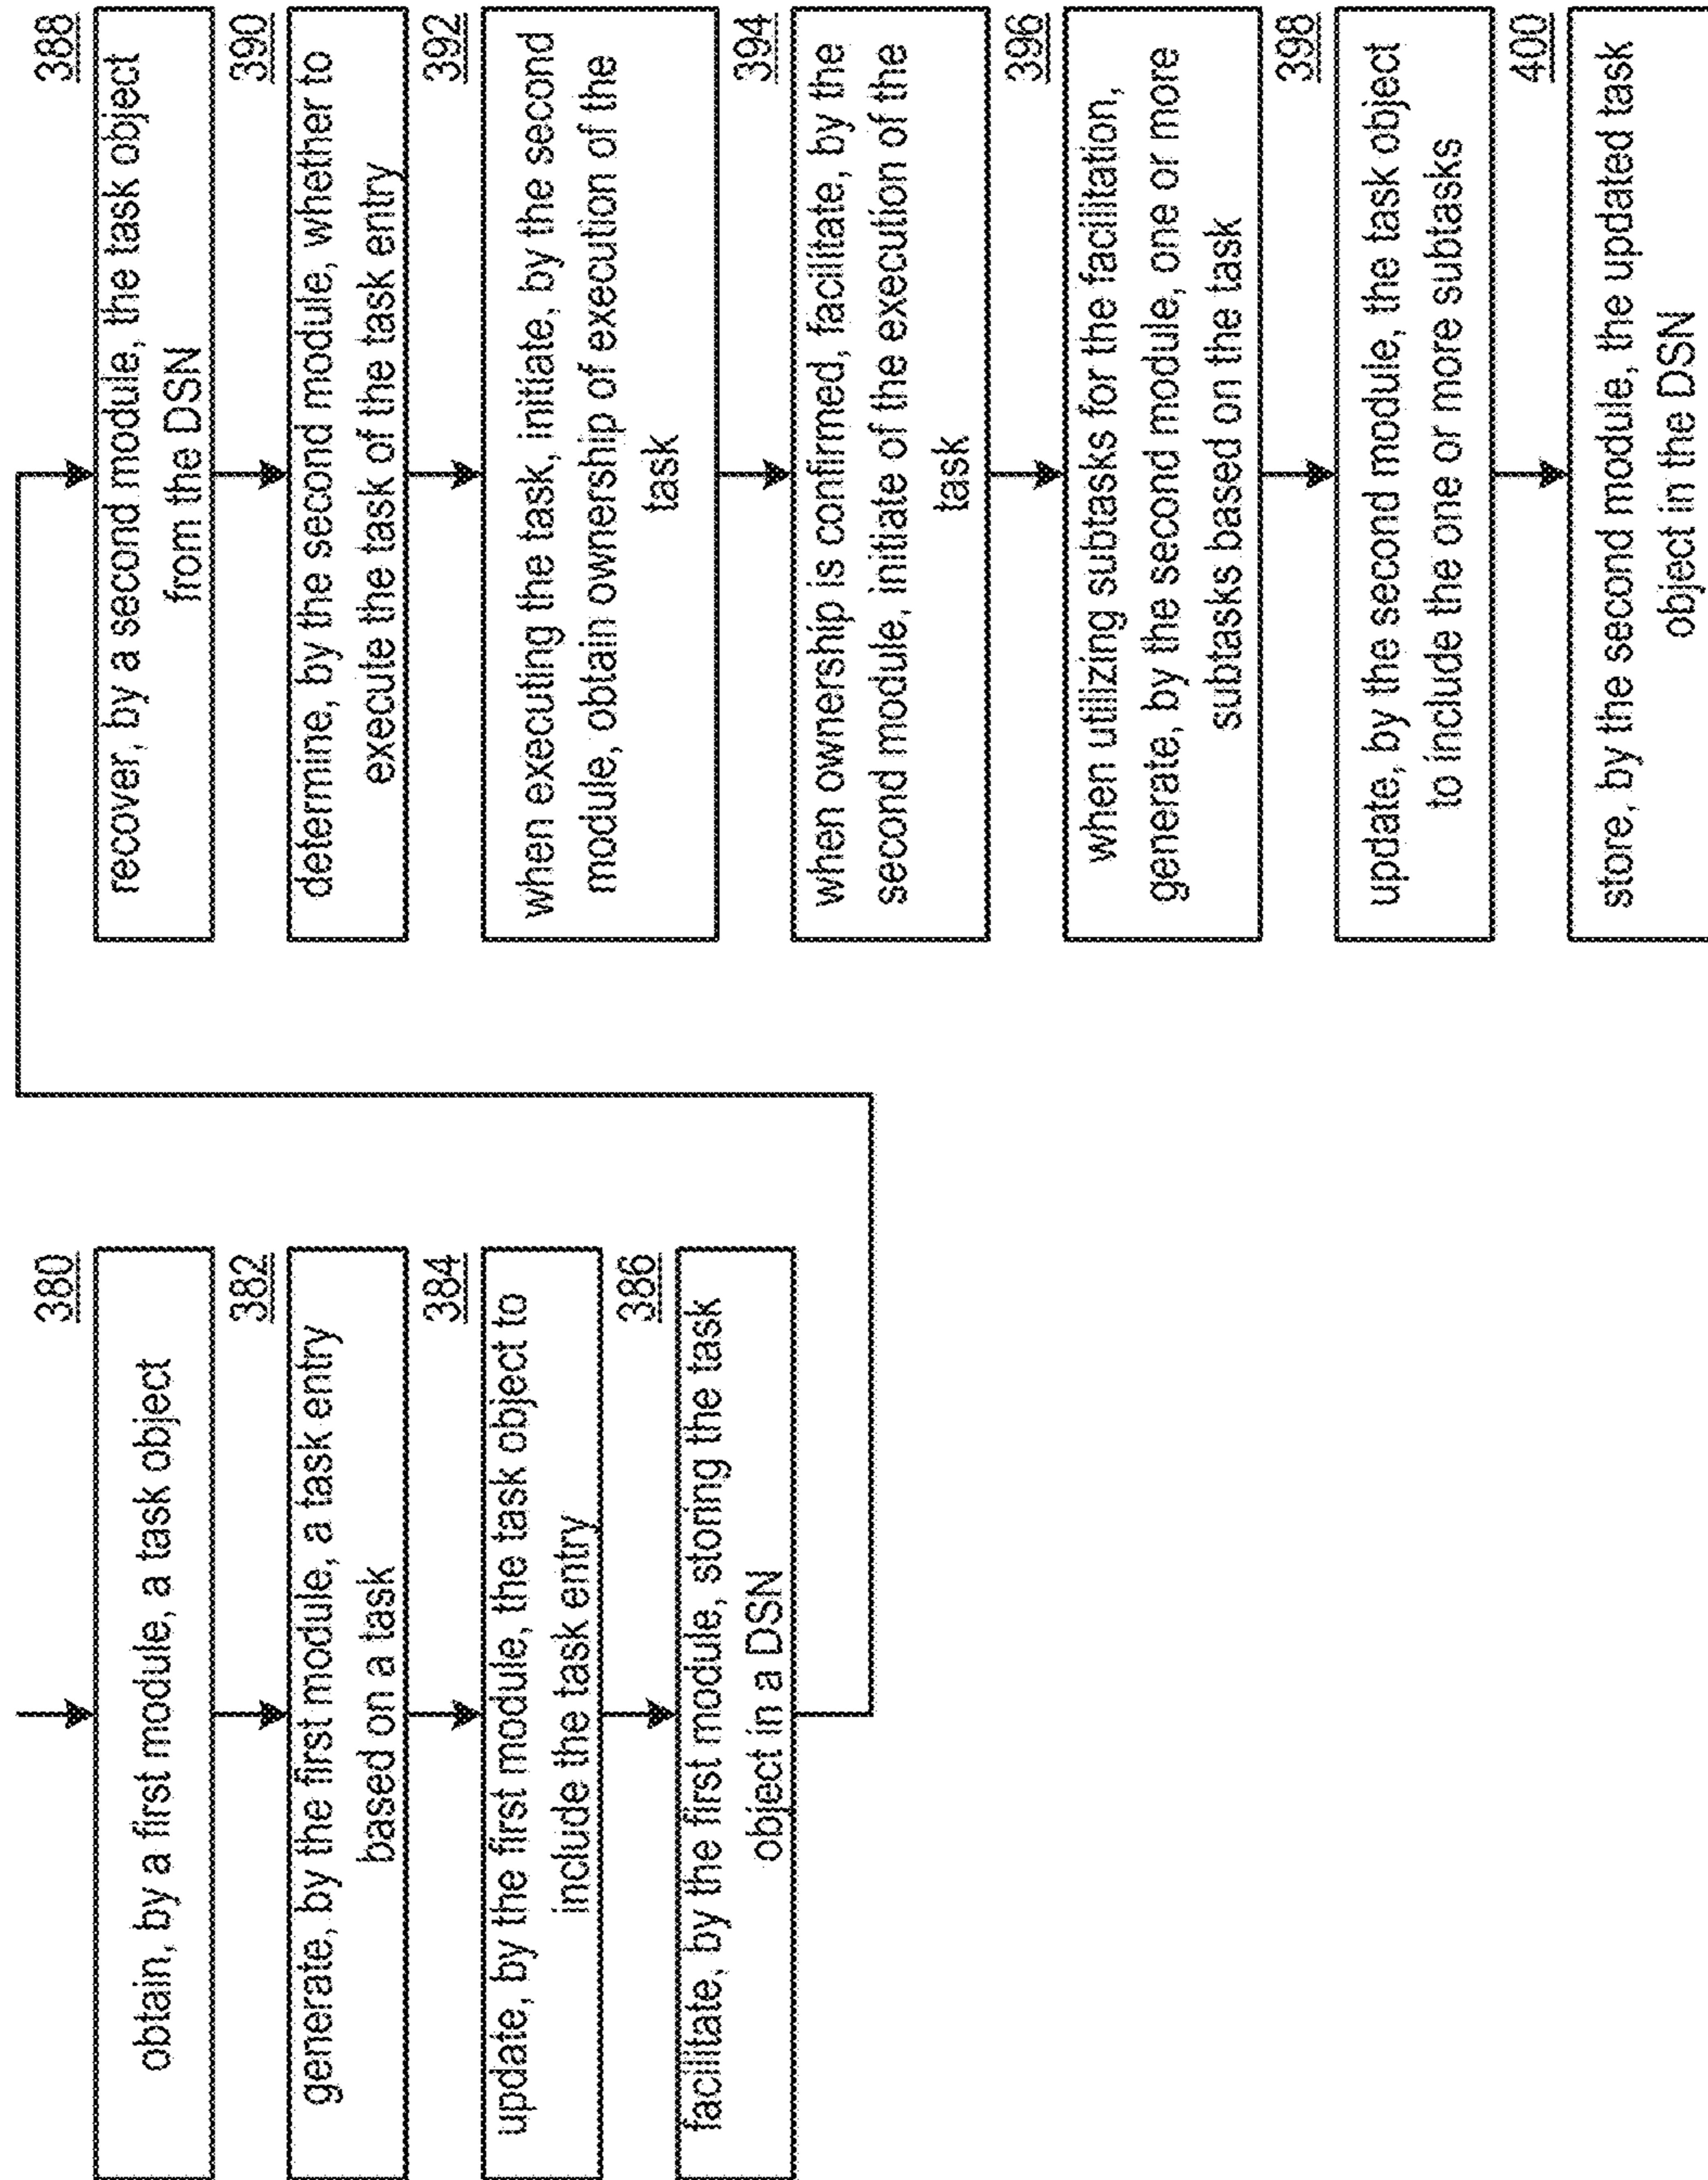 380
obtain, by a first module, a task object
382
generate, by the first module, a task entry
based on a task
384
update, by the first module, the task object to
include the task entry
386
facilitate, by the first module, storing the task
object in a DSN
388
recover, by a second module, the task object
from the DSN
390
determine, by the second module, whether to
execute the task of the task entry
392
when executing the task, initiate, by the second
module, obtain ownership of execution of the
task
394
when ownership is confirmed, facilitate, by the
second module, initiate of the execution of the
task
396
when utilizing subtasks for the facilitation,
generate, by the second module, one or more
subtasks based on the task
398
update, by the second module, the task object
to include the one or more subtasks
400
store, by the second module, the updated task
object in the DSN